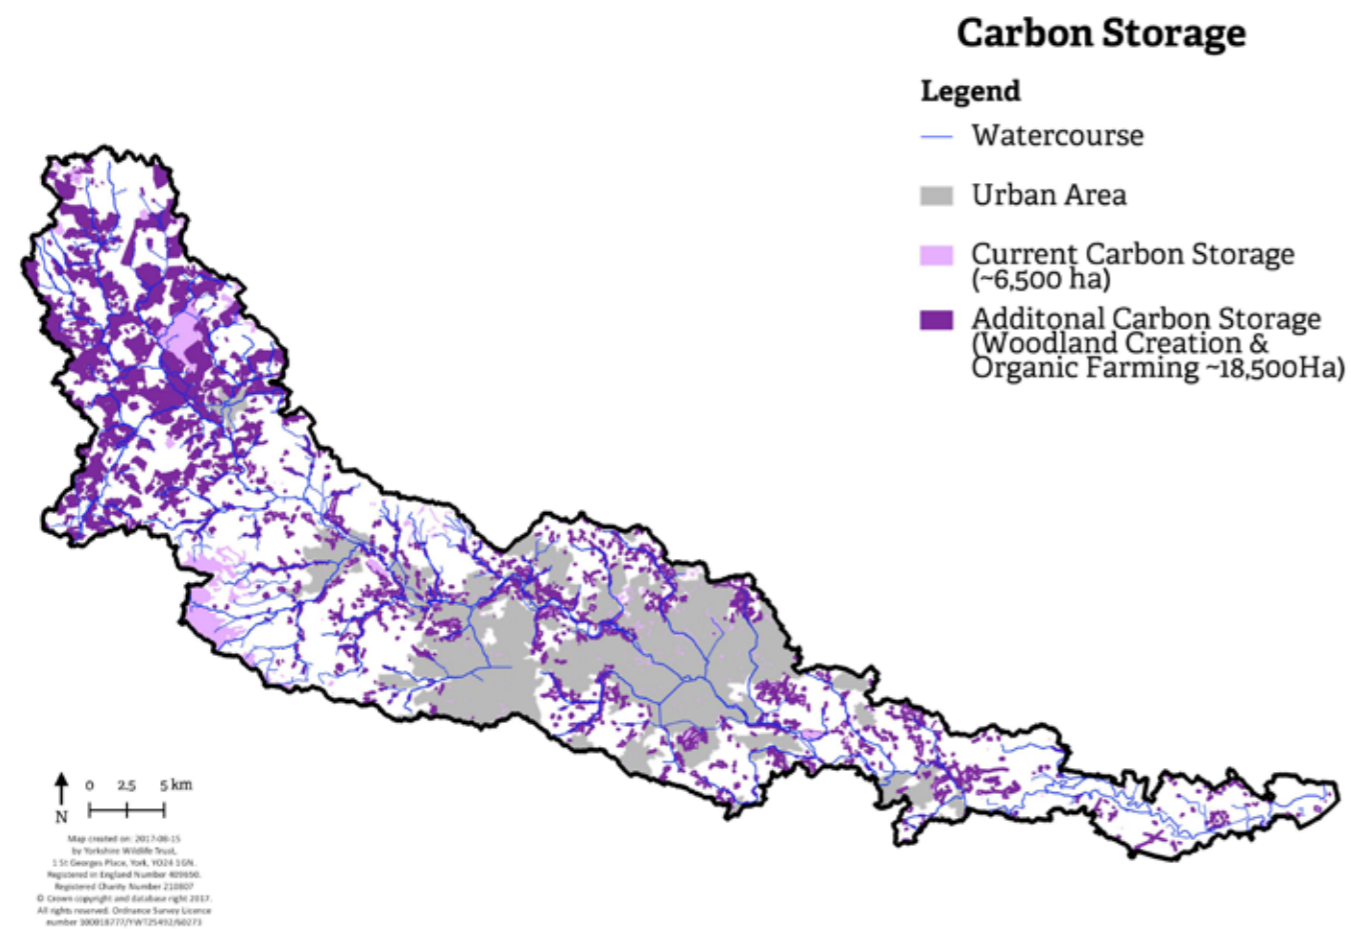 Carbon Storage
Legend
Watercourse
Urban Area
Current Carbon Storage
(~6,500 ha)
Additonal Carbon Storage
(Woodland Creation &
Organic Farming ~18,500Ha)
0 2.5 5 km
N
Map created on: 2017-08-15
by Yorkshire Wildlife Trust,
1 St Georges Place, York, YO24 1GN.
Registered in England Number 409650.
Registered Charity Number 210807
© Crown copyright and database right 2017.
All rights reserved. Ordnance Survey Licence
number